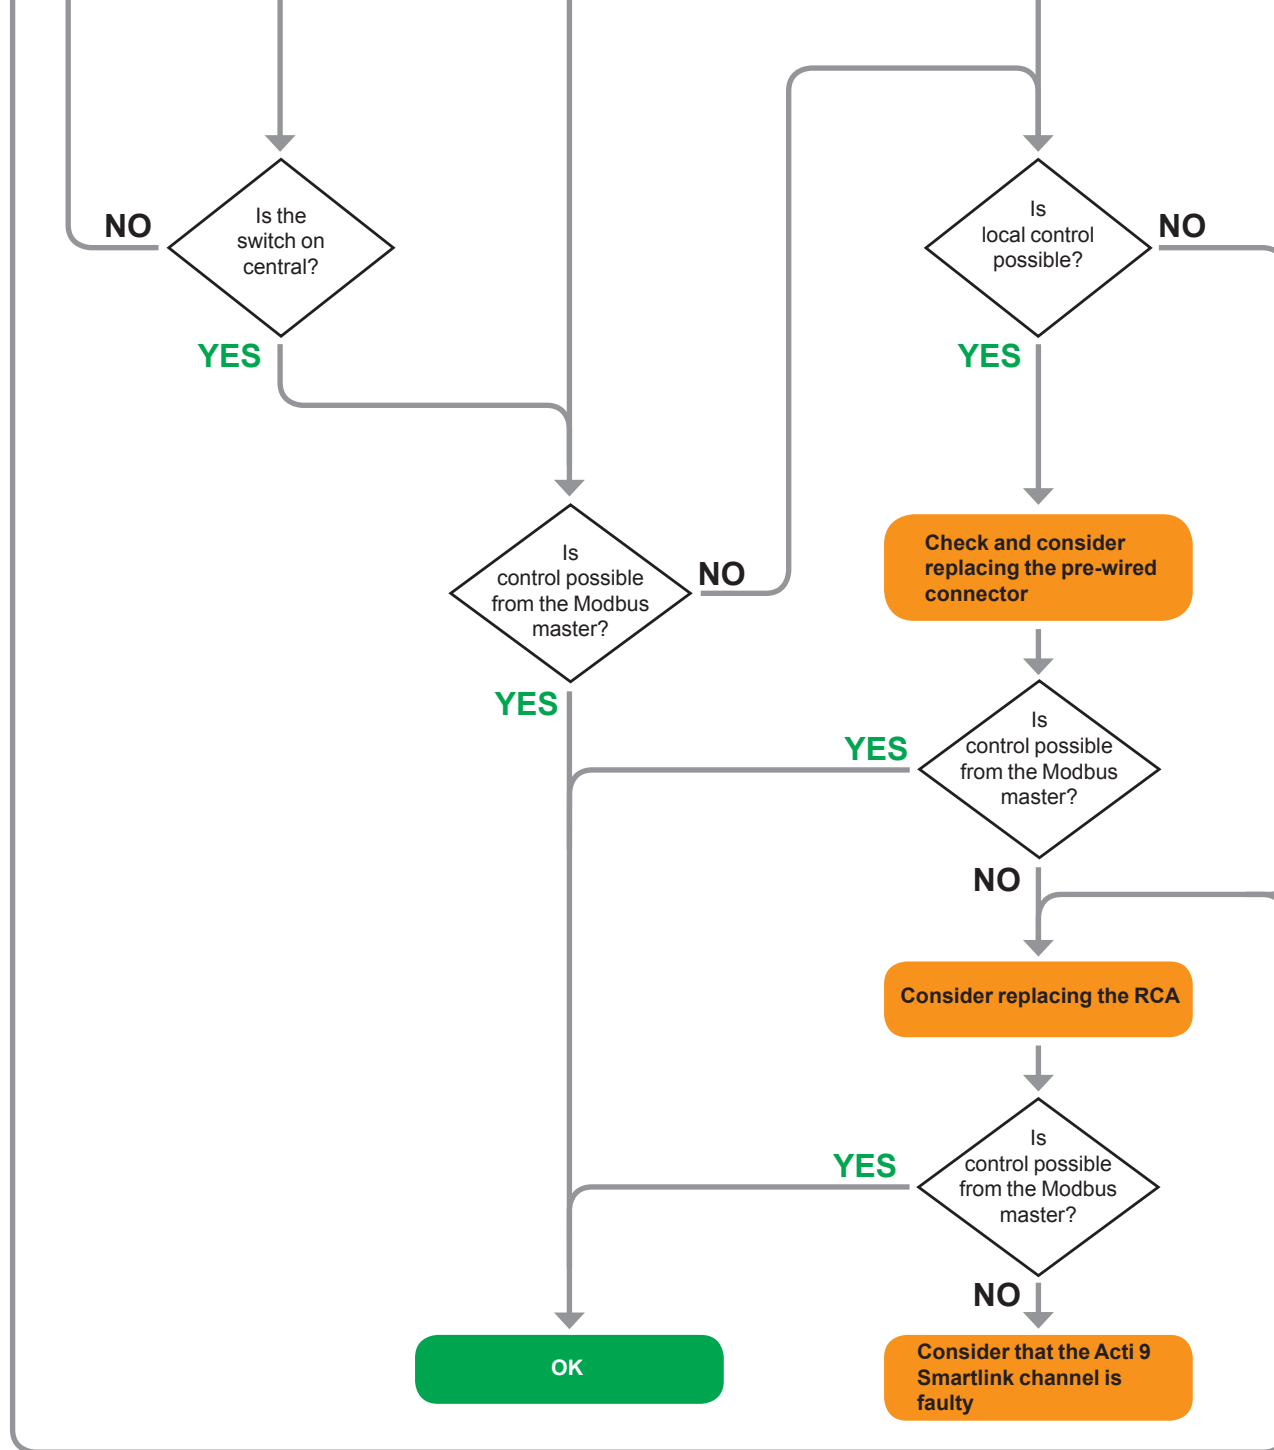 NO
Is the
switch on
central?
YES
Is
local control
possible?
NO
YES
Is
control possible
from the Modbus
master?
NO
YES
Check and consider
replacing the pre-wired
connector
YES
Is
control possible
from the Modbus
master?
NO
Consider replacing the RCA
YES
Is
control possible
from the Modbus
master?
NO
OK
Consider that the Acti 9
Smartlink channel is
faulty